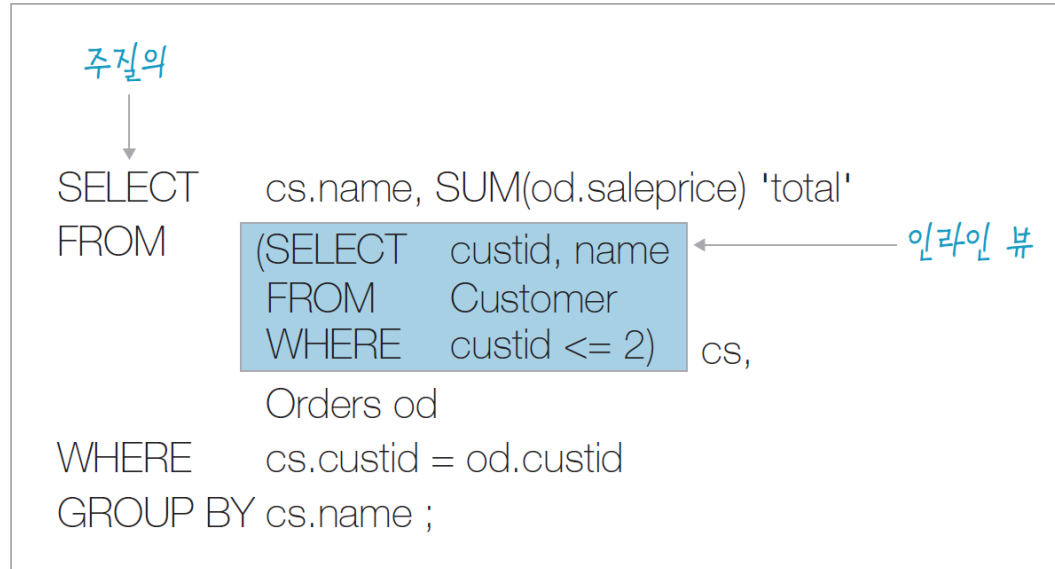 주질의
SELECT cs.name, SUM(od.saleprice) 'total'
FROM (SELECT custid, name
인라인 뷰
FROM Customer
WHERE custid <= 2) cs,
Orders od
WHERE cs.custid = od.custid
GROUP BY cs.name ;